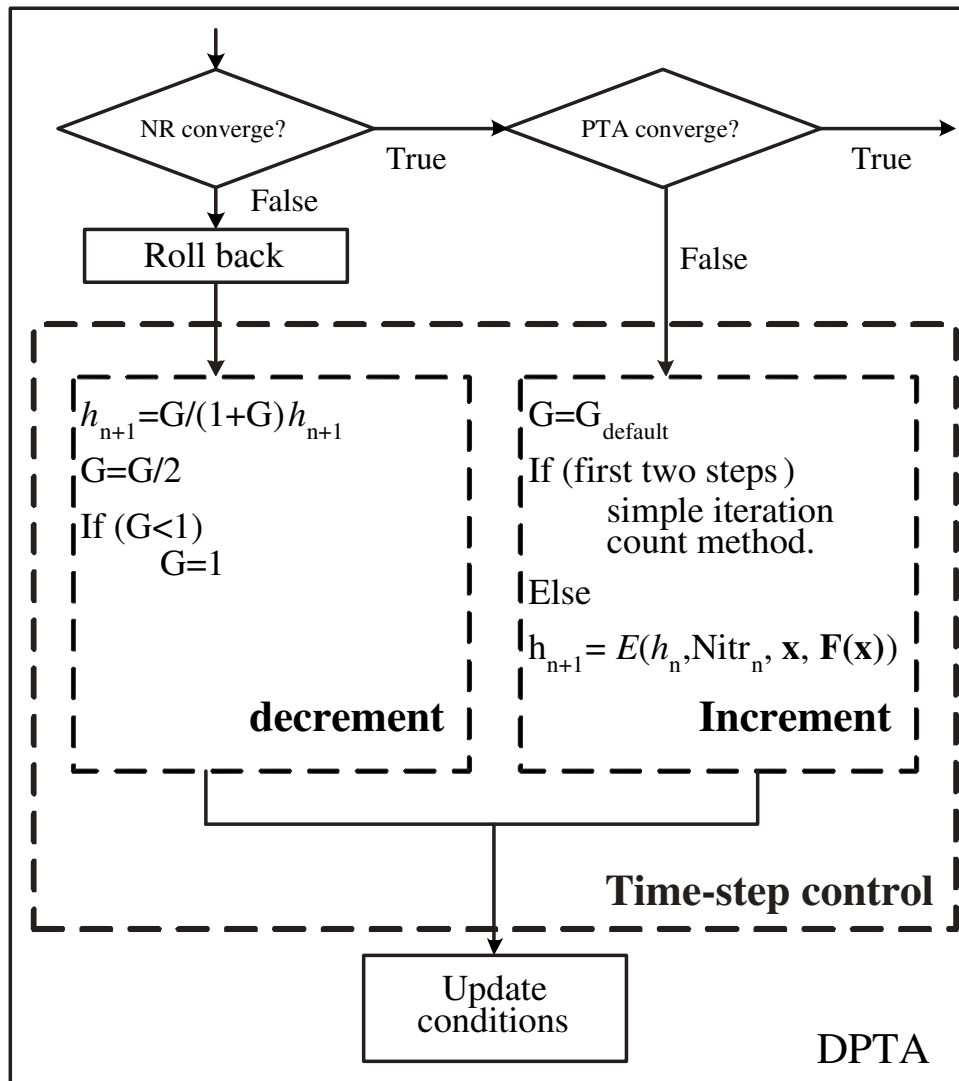 NR converge?
PTA converge?
True
True
False
Roll back
False
h_{n+1}=G/(1+G)h_{n+1}
G=G/2
If (G<1)
G=1
decrement
G=G_{default}
If (first two steps)
simple iteration
count method.
Else
h_{n+1}= E(h_n,Nitr_n, x, F(x))
Increment
Time-step control
Update
conditions
DPTA